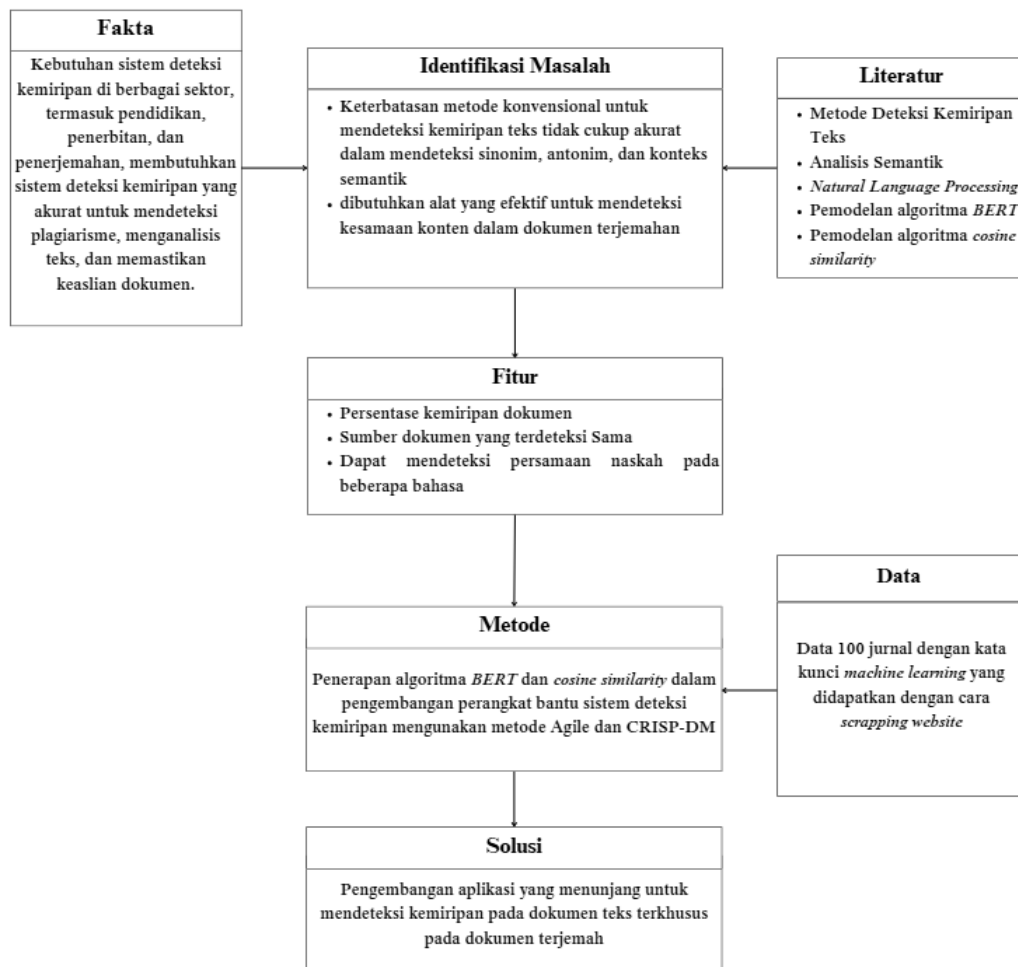 Fakta
Kebutuhan sistem deteksi
kemiripan di berbagai sektor,
termasuk pendidikan,
penerbitan, dan
penerjemahan, membutuhkan
sistem deteksi kemiripan yang
akurat untuk mendeteksi
plagiarisme, menganalisis
teks, dan memastikan
keaslian dokumen.
Identifikasi Masalah
• Keterbatasan metode konvensional untuk
mendeteksi kemiripan teks tidak cukup akurat
dalam mendeteksi sinonim, antonim, dan konteks
semantik
• dibutuhkan alat yang efektif untuk mendeteksi
kesamaan konten dalam dokumen terjemahan
Literatur
• Metode Deteksi Kemiripan
Teks
• Analisis Semantik
• Natural Language Processing
• Pemodelan algoritma BERT
• Pemodelan algoritma cosine
similarity
Fitur
• Persentase kemiripan dokumen
• Sumber dokumen yang terdeteksi Sama
• Dapat mendeteksi persamaan naskah pada
beberapa bahasa
Metode
Penerapan algoritma BERT dan cosine similarity dalam
pengembangan perangkat bantu sistem deteksi
kemiripan mengunakan metode Agile dan CRISP-DM
Data
Data 100 jurnal dengan kata
kunci machine learning yang
didapatkan dengan cara
scrapping website
Solusi
Pengembangan aplikasi yang menunjang untuk
mendeteksi kemiripan pada dokumen teks terkhusus
pada dokumen terjemah